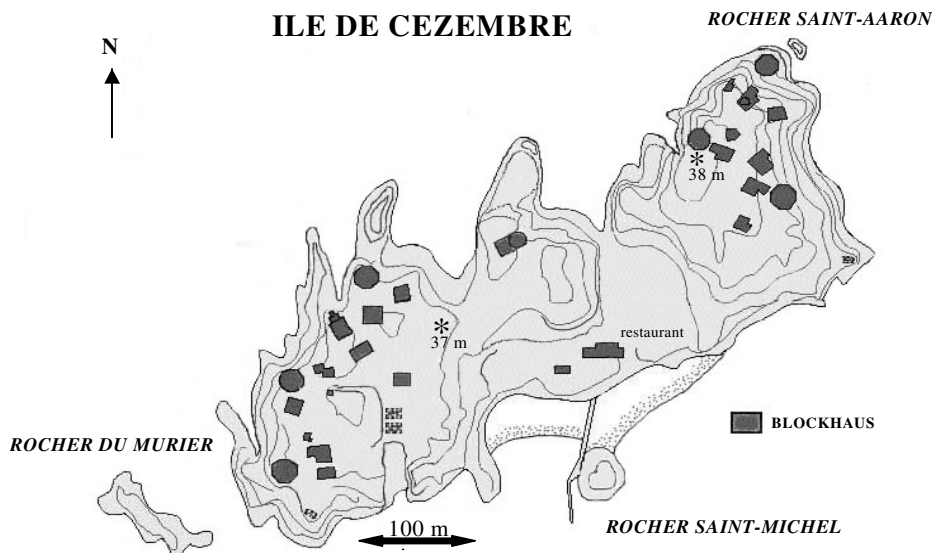 ILE DE CEZEMBRE
ROCHER SAINT-AARON
N
38 m
restaurant
37 m
BLOCKHAUS
ROCHER DU MURIER
100 m
ROCHER SAINT-MICHEL